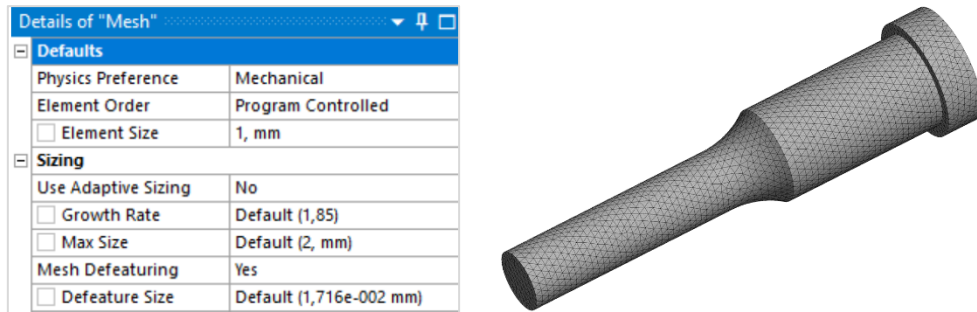 Details of "Mesh"
Defaults
Physics Preference Mechanical
Element Order Program Controlled
Element Size 1, mm
Sizing
Use Adaptive Sizing No
Growth Rate Default (1,85)
Max Size Default (2, mm)
Mesh Defeaturing Yes
Defeature Size Default (1,716e-002 mm)